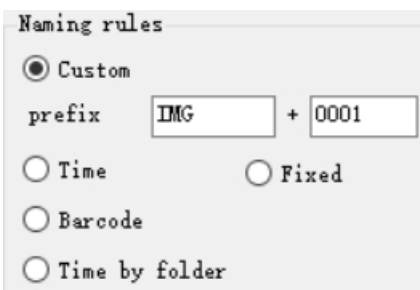 Naming rules
Custom
prefix IMG + 0001
Time Fixed
Barcode
Time by folder